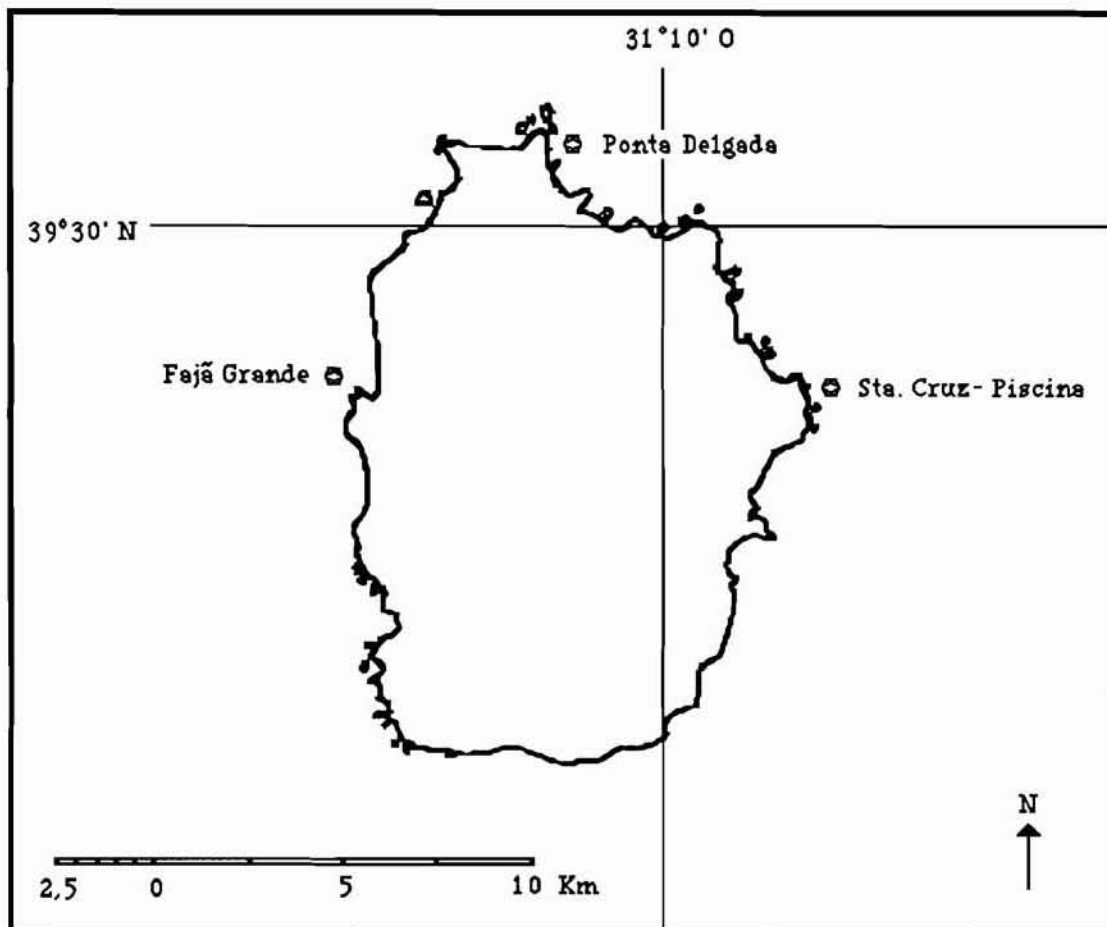 31°10' O
Ponta Delgada
39°30' N
Fajã Grande
Sta. Cruz- Piscina
N
2,5 0 5 10 Km